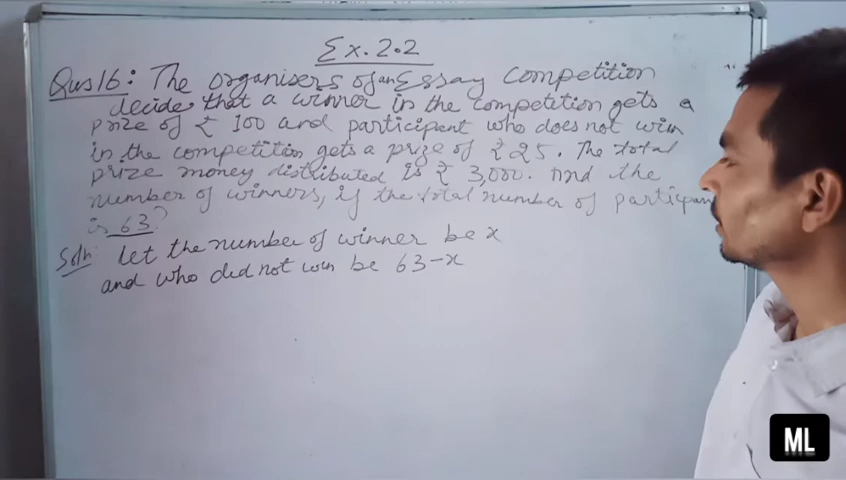 Ex. 2.2
Qus 16: The organisers of an Essay competition
decide that a winner in the competition gets a
prize of ₹ 100 and participant who does not win
in the competition gets a prize of ₹ 25. The total
prize money distributed is ₹ 3,000. Find the
number of winners, if the total number of participan
is 63?
Soln let the number of winner be x
and who did not win be 63-x
ML